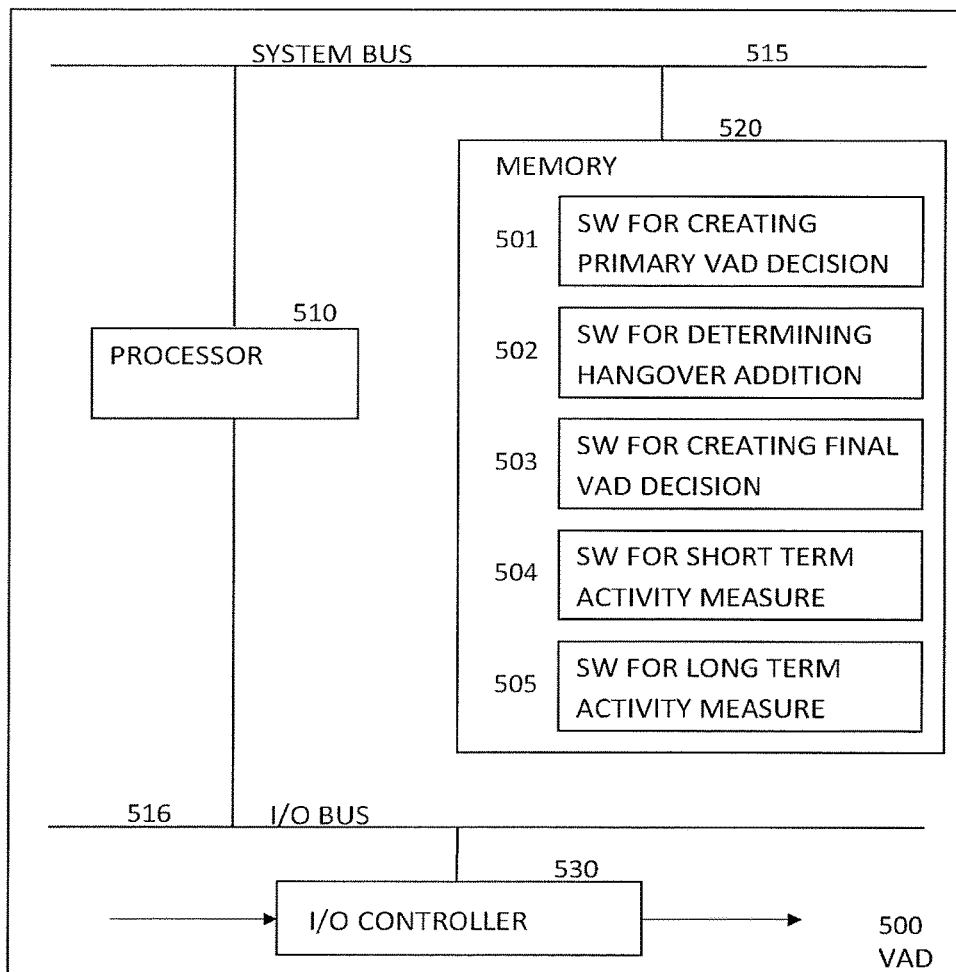 SYSTEM BUS 515
520
MEMORY
501
SW FOR CREATING
PRIMARY VAD DECISION
510
PROCESSOR
502
SW FOR DETERMINING
HANGOVER ADDITION
503
SW FOR CREATING FINAL
VAD DECISION
504
SW FOR SHORT TERM
ACTIVITY MEASURE
505
SW FOR LONG TERM
ACTIVITY MEASURE
516 I/O BUS
530
I/O CONTROLLER
500
VAD